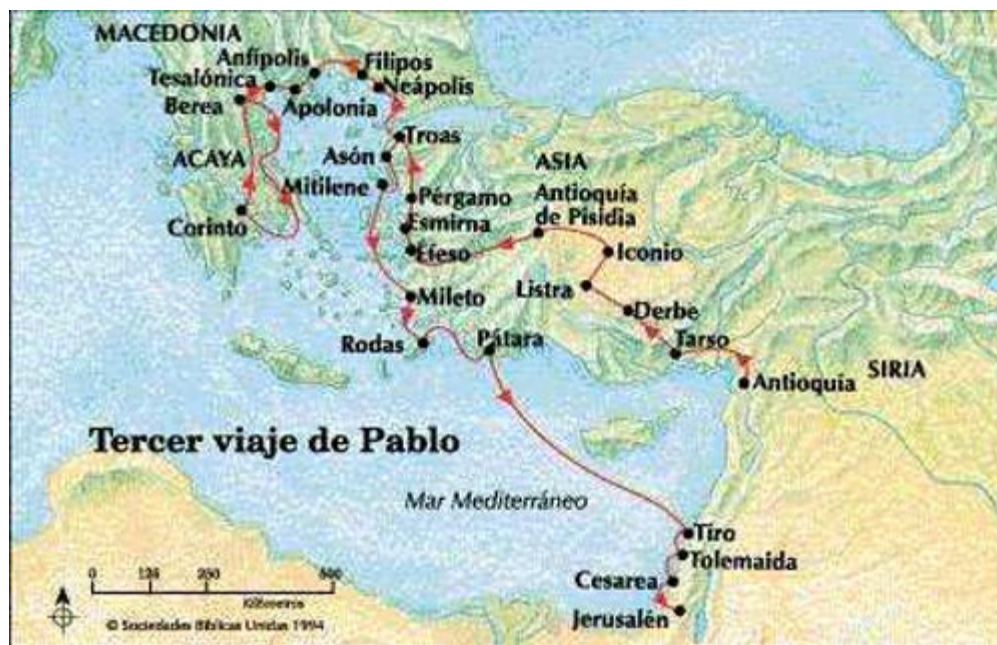 MACEDONIA
Anfípolis
Filipos
Tesalónica
Neápolis
Berea
Apolonia
Troas
ACAYA
Asón
ASIA
Mitilene
Pérgamo
Antioquía
de Pisidia
Corinto
Esmirna
Efeso
Iconio
Listra
Mileto
Derbe
Rodas
Pátara
Tarso
SIRIA
Antioquía
Tercer viaje de Pablo
Mar Mediterráneo
Tiro
Tolemaida
Cesarea
Jerusalén
0 125 250 500
Kilómetros
© Sociedades Bíblicas Unidas 1994